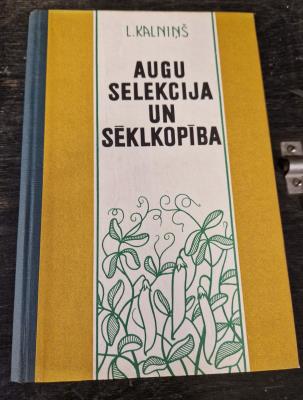 L.KALNIŅŠ
AUGU
SELEKCIJA
UN
SĒKLKOPĪBA